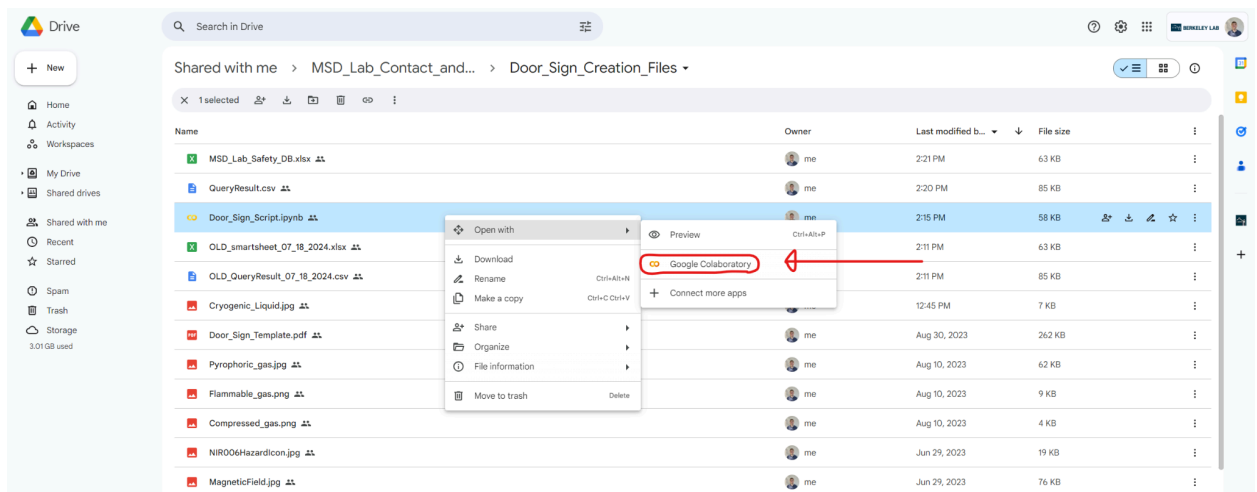 Drive
Search in Drive
BERKELEY LAB
New
Shared with me > MSD_Lab_Contact_and... > Door_Sign_Creation_Files
1 selected
Home
Activity
Workspaces
My Drive
Shared drives
Shared with me
Recent
Starred
Spam
Trash
Storage
3.01 GB used
Name Owner Last modified b... File size
MSD_Lab_Safety_DB.xlsx me 2:21 PM 63 KB
QueryResult.csv me 2:20 PM 85 KB
Door_Sign_Script.ipynb me 2:15 PM 58 KB
OLD_smartsheet_07_18_2024.xlsx 2:11 PM 63 KB
OLD_QueryResult_07_18_2024.csv 2:11 PM 85 KB
Cryogenic_Liquid.jpg 12:45 PM 7 KB
Door_Sign_Template.pdf me Aug 30, 2023 262 KB
Pyrophoric_gas.jpg me Aug 10, 2023 62 KB
Flammable_gas.png me Aug 10, 2023 9 KB
Compressed_gas.png me Aug 10, 2023 4 KB
NIR006HazardIcon.jpg me Jun 29, 2023 19 KB
MagneticField.jpg me Jun 29, 2023 76 KB
Open with
Download
Rename Ctrl+Alt+N
Make a copy Ctrl+C Ctrl+V
Share
Organize
File information
Move to trash Delete
Preview Ctrl+Alt+P
Google Colaboratory
Connect more apps